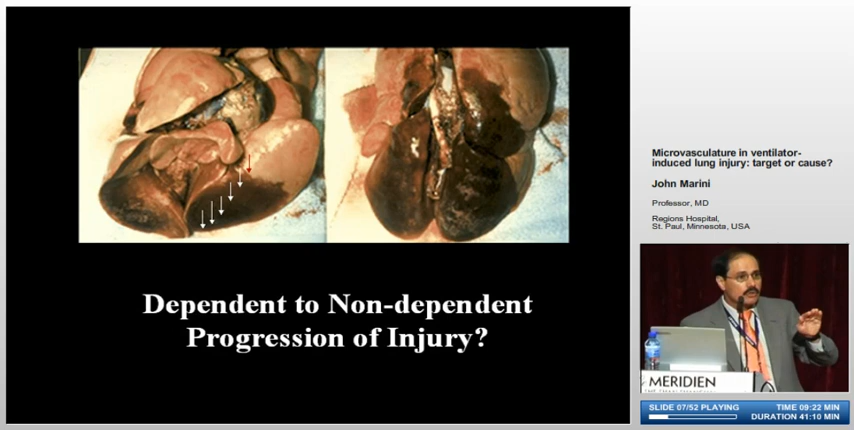 Dependent to Non-dependent
Progression of Injury?
Microvasculature in ventilator-
induced lung injury: target or cause?
John Marini
Professor, MD
Regions Hospital,
St. Paul, Minnesota, USA
MERIDIEN
SLIDE 07/52 PLAYING
TIME 09:22 MIN
DURATION 41:10 MIN